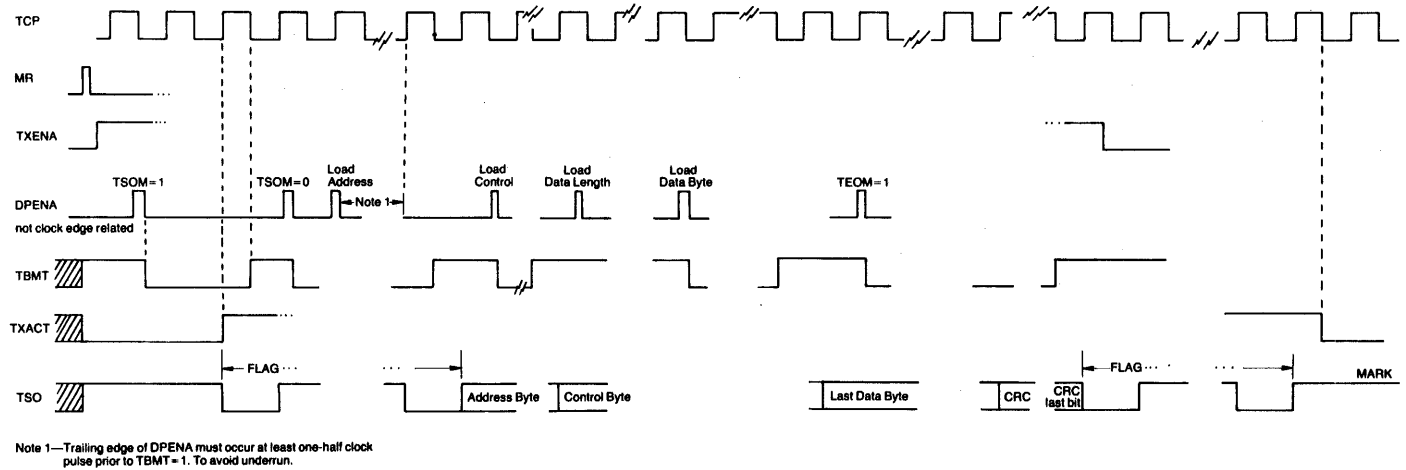 TCP
MR
TXENA
TSOM=1
TSOM=0
Load
Address
Load
Control
Load
Data Length
Load
Data Byte
TEOM=1
DPENA
Note 1
not clock edge related
TBMT
TXACT
FLAG
FLAG
MARK
TSO
Address Byte
Control Byte
Last Data Byte
CRC
CRC
last bit
Note 1—Trailing edge of DPENA must occur at least one-half clock
pulse prior to TBMT=1. To avoid underrun.